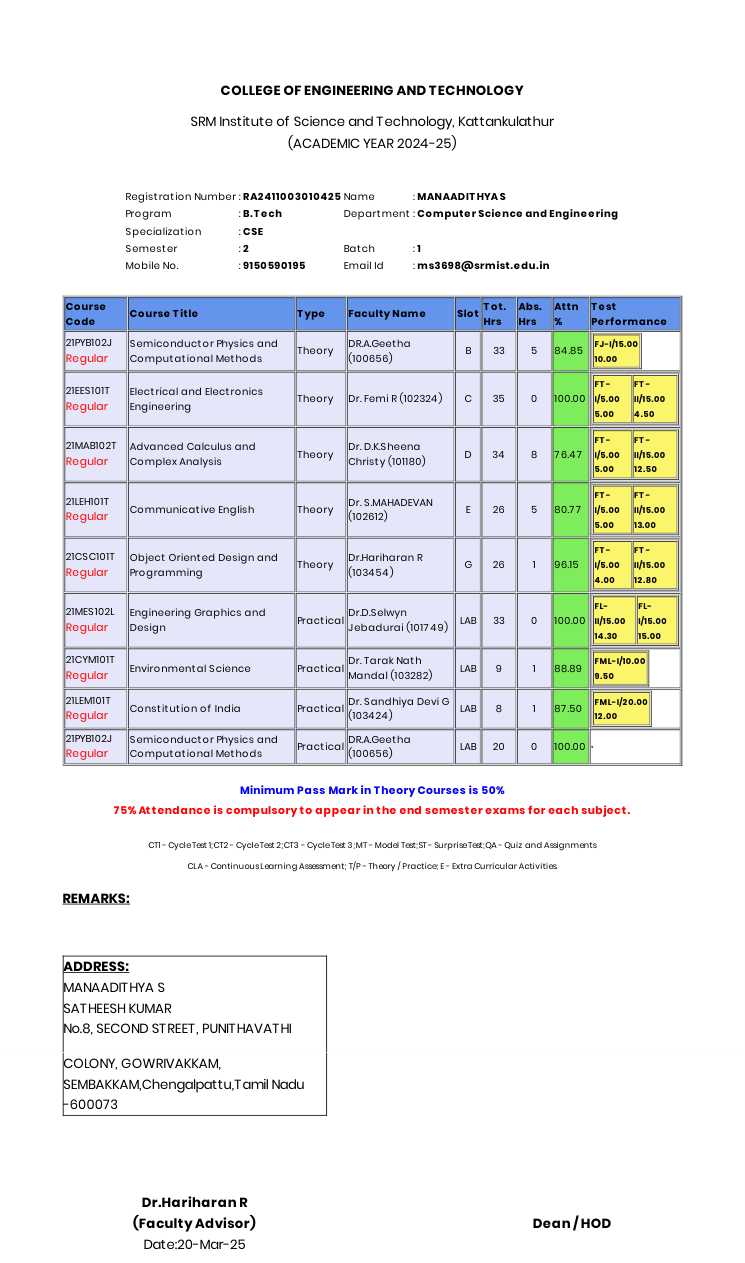 COLLEGE OF ENGINEERING AND TECHNOLOGY
SRM Institute of Science and Technology, Kattankulathur
(ACADEMIC YEAR 2024-25)
Registration Number : RA2411003010425 Name : MANAADITHYA S
Program : B.Tech Department : Computer Science and Engineering
Specialization : CSE
Semester : 2 Batch : 1
Mobile No. : 9150590195 Email Id : ms3698@srmist.edu.in
Course Code Course Title Type Faculty Name Slot Tot. Hrs Abs. Hrs Attn % Test Performance
21PYB102J Regular Semiconductor Physics and Computational Methods Theory DR.A.Geetha (100656) B 33 5 84.85 FJ-I/15.00 10.00
21EES101T Regular Electrical and Electronics Engineering Theory Dr. Femi R (102324) C 35 0 100.00 FT-I/5.00 5.00 FT-II/15.00 4.50
21MAB102T Regular Advanced Calculus and Complex Analysis Theory Dr. D.K.Sheena Christy (101180) D 34 8 76.47 FT-I/5.00 5.00 FT-II/15.00 12.50
21LEH101T Regular Communicative English Theory Dr. S.MAHADEVAN (102612) E 26 5 80.77 FT-I/5.00 5.00 FT-II/15.00 13.00
21CSC101T Regular Object Oriented Design and Programming Theory Dr.Hariharan R (103454) G 26 1 96.15 FT-I/5.00 4.00 FT-II/15.00 12.80
21MES102L Regular Engineering Graphics and Design Practical Dr.D.Selwyn Jebadurai (101749) LAB 33 0 100.00 FL-II/15.00 14.30 FL-I/15.00 15.00
21CYM101T Regular Environmental Science Practical Dr. Tarak Nath Mandal (103282) LAB 9 1 88.89 FML-I/10.00 9.50
21LEM101T Regular Constitution of India Practical Dr. Sandhiya Devi G (103424) LAB 8 1 87.50 FML-I/20.00 12.00
21PYB102J Regular Semiconductor Physics and Computational Methods Practical DR.A.Geetha (100656) LAB 20 0 100.00 -
Minimum Pass Mark in Theory Courses is 50%
75% Attendance is compulsory to appear in the end semester exams for each subject.
CT1 - Cycle Test 1;CT2 - Cycle Test 2;CT3 - Cycle Test 3;MT - Model Test;ST - Surprise Test;QA - Quiz and Assignments
CLA - Continuous Learning Assessment; T/P - Theory / Practice; E - Extra Curricular Activities.
REMARKS:
ADDRESS:
MANAADITHYA S
SATHEESH KUMAR
No.8, SECOND STREET, PUNITHAVATHI
COLONY, GOWRIVAKKAM,
SEMBAKKAM,Chengalpattu,Tamil Nadu
-600073
Dr.Hariharan R
(Faculty Advisor) Dean / HOD
Date:20-Mar-25